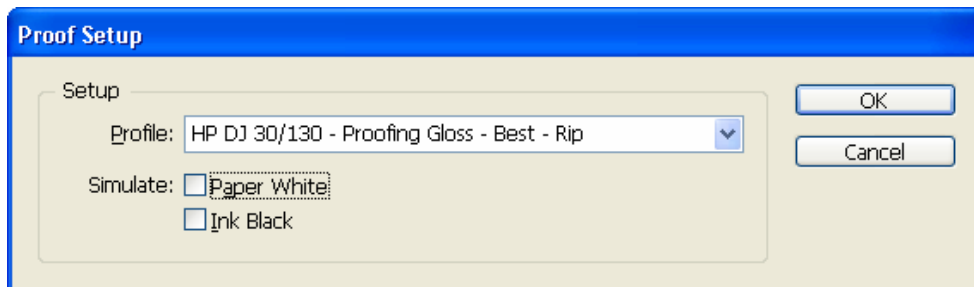 Proof Setup
Setup
Profile: HP DJ 30/130 - Proofing Gloss - Best - Rip
OK
Cancel
Simulate: Paper White
Ink Black